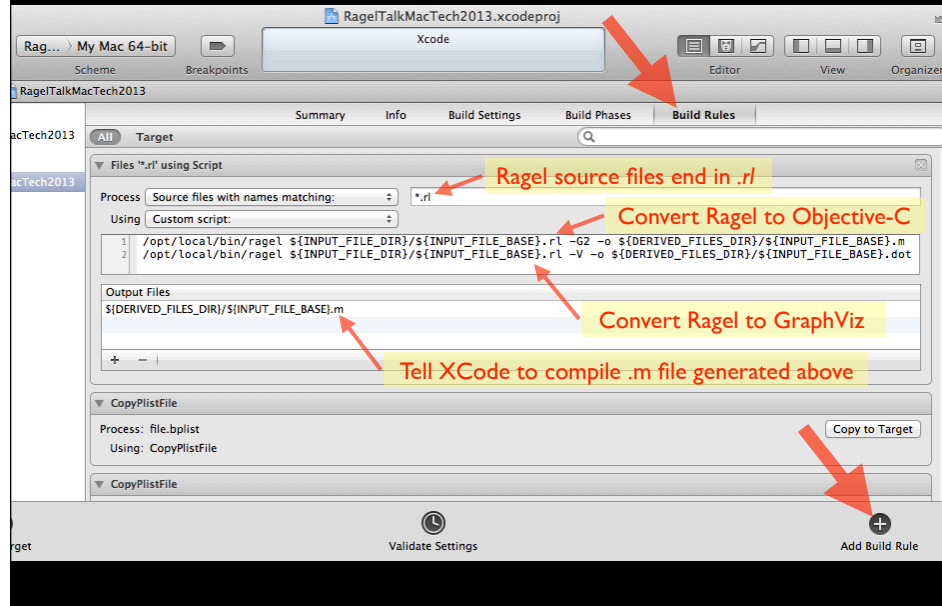 RagelTalkMacTech2013.xcodeproj
Rag... My Mac 64-bit
Xcode
Scheme Breakpoints Editor View Organizer
RagelTalkMacTech2013
Summary Info Build Settings Build Phases Build Rules
acTech2013
All Target
Files '*.rl' using Script
acTech2013
Ragel source files end in .rl
Process Source files with names matching: *.rl
Using Custom script:
Convert Ragel to Objective-C
1 /opt/local/bin/ragel ${INPUT_FILE_DIR}/${INPUT_FILE_BASE}.rl -G2 -o ${DERIVED_FILES_DIR}/${INPUT_FILE_BASE}.m
2 /opt/local/bin/ragel ${INPUT_FILE_DIR}/${INPUT_FILE_BASE}.rl -V -o ${DERIVED_FILES_DIR}/${INPUT_FILE_BASE}.dot
Output Files
${DERIVED_FILES_DIR}/${INPUT_FILE_BASE}.m
Convert Ragel to GraphViz
Tell XCode to compile .m file generated above
CopyPlistFile
Process: file.bplist
Copy to Target
Using: CopyPlistFile
CopyPlistFile
rget Validate Settings Add Build Rule